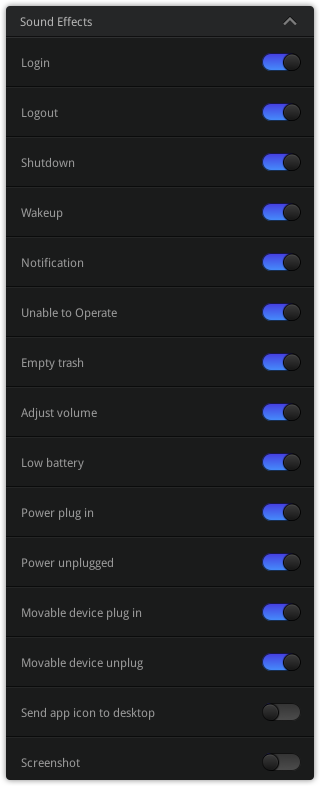 Sound Effects
Login
Logout
Shutdown
Wakeup
Notification
Unable to Operate
Empty trash
Adjust volume
Low battery
Power plug in
Power unplugged
Movable device plug in
Movable device unplug
Send app icon to desktop
Screenshot